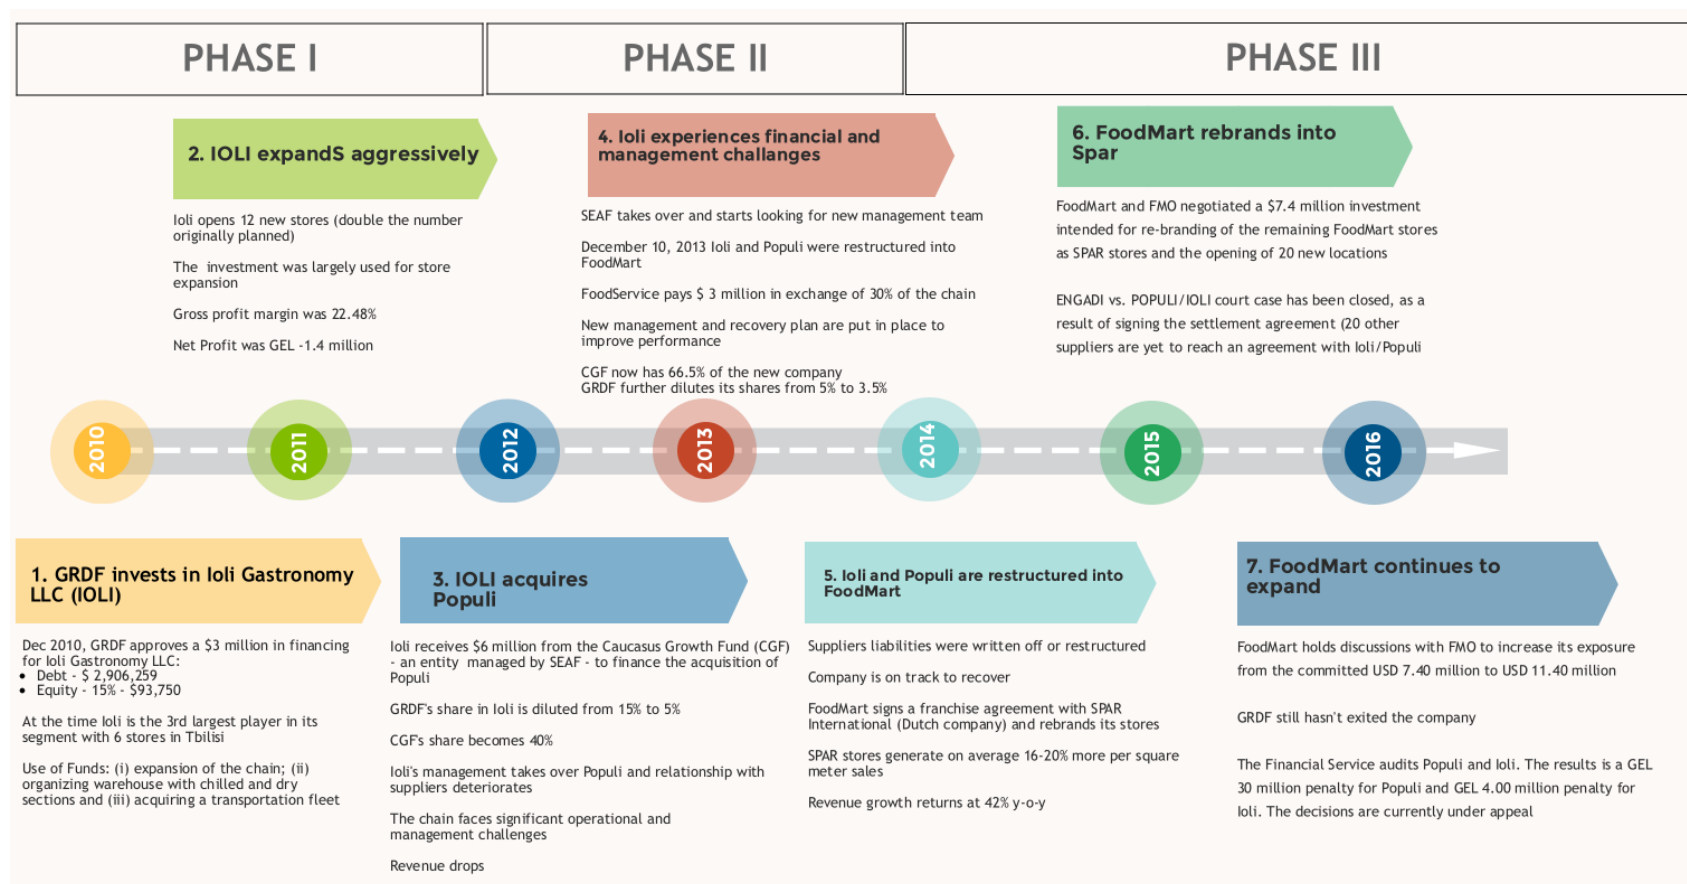 PHASE I
PHASE II
PHASE III
2. IOLI expandS aggressively
Ioli opens 12 new stores (double the number
originally planned)
The  investment was largely used for store
expansion
Gross profit margin was 22.48%
Net Profit was GEL -1.4 million
4. Ioli experiences financial and
management challanges
SEAF takes over and starts looking for new management team
December 10, 2013 Ioli and Populi were restructured into
FoodMart
FoodService pays $ 3 million in exchange of 30% of the chain
New management and recovery plan are put in place to
improve performance
CGF now has 66.5% of the new company
GRDF further dilutes its shares from 5% to 3.5%
6. FoodMart rebrands into
Spar
FoodMart and FMO negotiated a $7.4 million investment
intended for re-branding of the remaining FoodMart stores
as SPAR stores and the opening of 20 new locations
ENGADI vs. POPULI/IOLI court case has been closed, as a
result of signing the settlement agreement (20 other
suppliers are yet to reach an agreement with Ioli/Populi
2010
2011
2012
2013
2014
2015
2016
1. GRDF invests in Ioli Gastronomy
LLC (IOLI)
Dec 2010, GRDF approves a $3 million in financing
for Ioli Gastronomy LLC:
• Debt - $ 2,906,259
• Equity - 15% - $93,750
At the time Ioli is the 3rd largest player in its
segment with 6 stores in Tbilisi
Use of Funds: (i) expansion of the chain; (ii)
organizing warehouse with chilled and dry
sections and (iii) acquiring a transportation fleet
3. IOLI acquires
Populi
Ioli receives $6 million from the Caucasus Growth Fund (CGF)
- an entity  managed by SEAF - to finance the acquisition of
Populi
GRDF's share in Ioli is diluted from 15% to 5%
CGF's share becomes 40%
Ioli's management takes over Populi and relationship with
suppliers deteriorates
The chain faces significant operational and
management challenges
Revenue drops
5. Ioli and Populi are restructured into
FoodMart
Suppliers liabilities were written off or restructured
Company is on track to recover
FoodMart signs a franchise agreement with SPAR
International (Dutch company) and rebrands its stores
SPAR stores generate on average 16-20% more per square
meter sales
Revenue growth returns at 42% y-o-y
7. FoodMart continues to
expand
FoodMart holds discussions with FMO to increase its exposure
from the committed USD 7.40 million to USD 11.40 million
GRDF still hasn't exited the company
The Financial Service audits Populi and Ioli. The results is a GEL
30 million penalty for Populi and GEL 4.00 million penalty for
Ioli. The decisions are currently under appeal